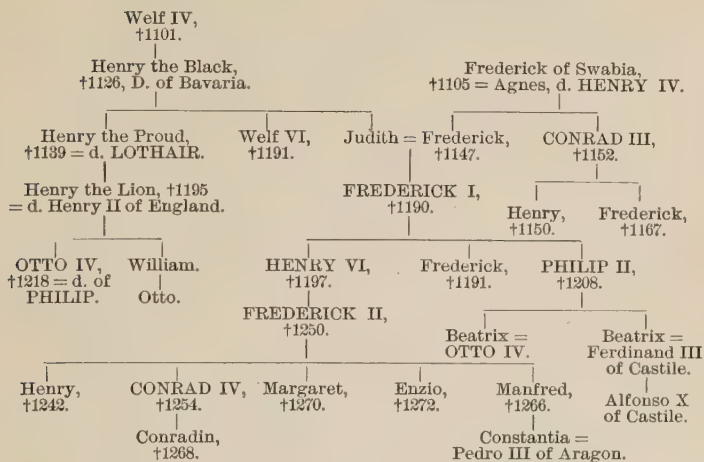 Welf IV,
†1101.
Henry the Black,
†1126, D. of Bavaria.
Frederick of Swabia,
†1105 = Agnes, d. HENRY IV.
Henry the Proud,
†1139 = d. LOTHAIR.
Welf VI,
†1191.
Judith = Frederick,
†1147.
CONRAD III,
†1152.
Henry the Lion, †1195
= d. Henry II of England.
FREDERICK I,
†1190.
Henry,
†1150.
Frederick,
†1167.
OTTO IV,
†1218 = d. of
PHILIP.
William.
Otto.
HENRY VI,
†1197.
Frederick,
†1191.
PHILIP II,
†1208.
FREDERICK II,
†1250.
Beatrix =
OTTO IV.
Beatrix =
Ferdinand III
of Castile.
Alfonso X
of Castile.
Henry,
†1242.
CONRAD IV,
†1254.
Margaret,
†1270.
Enzio,
†1272.
Manfred,
†1266.
Conradin,
†1268.
Constantia =
Pedro III of Aragon.